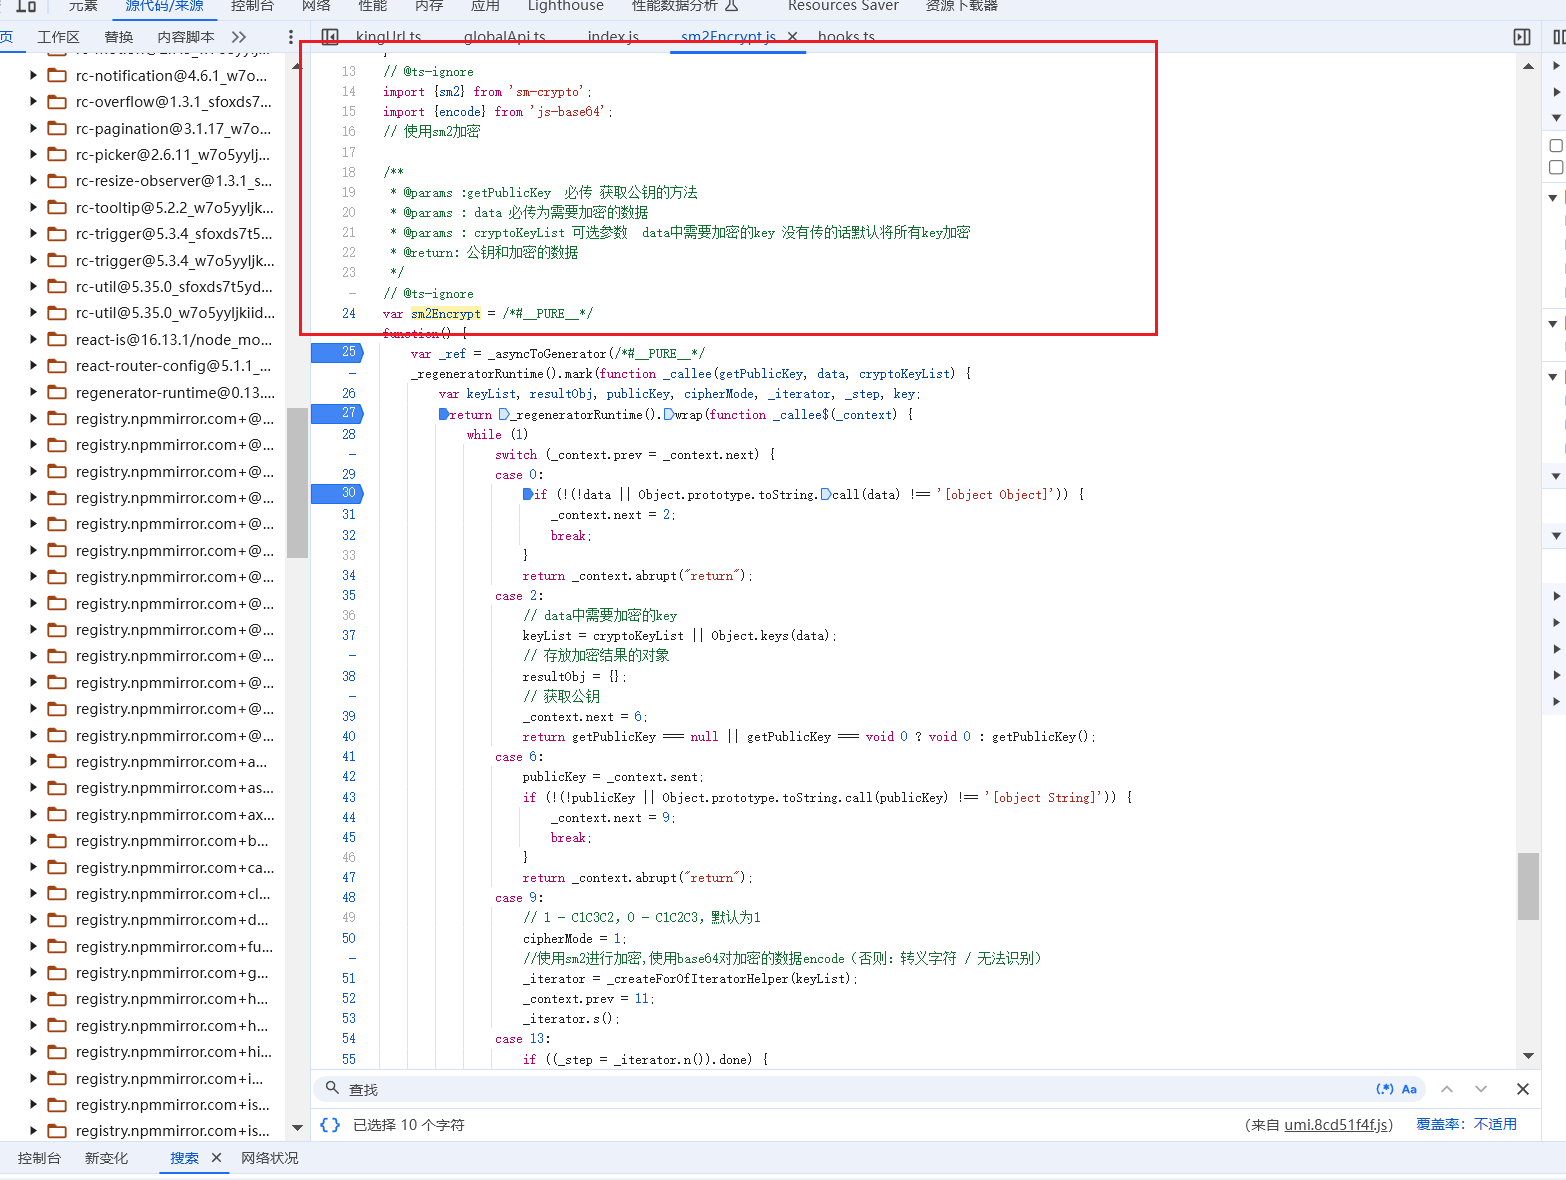 元素 源代码/来源 控制台 网络 性能 内存 应用 Lighthouse 性能数据分析 Resources Saver 资源下载器
页 工作区 替换 内容脚本
kingUrl.ts globalApi.ts index.js sm2Encrypt.js hooks.ts
rc-motion@2
rc-notification@4.6.1_w7o...
rc-overflow@1.3.1_sfoxds7...
rc-pagination@3.1.17_w7o...
rc-picker@2.6.11_w7o5yylj...
rc-resize-observer@1.3.1_s...
rc-tooltip@5.2.2_w7o5yyljk...
rc-trigger@5.3.4_sfoxds7t5...
rc-trigger@5.3.4_w7o5yyljk...
rc-util@5.35.0_sfoxds7t5yd...
rc-util@5.35.0_w7o5yyljkiid...
react-is@16.13.1/node_mo...
react-router-config@5.1.1_...
regenerator-runtime@0.13....
registry.npmmirror.com+@...
registry.npmmirror.com+@...
registry.npmmirror.com+@...
registry.npmmirror.com+@...
registry.npmmirror.com+@...
registry.npmmirror.com+@...
registry.npmmirror.com+@...
registry.npmmirror.com+@...
registry.npmmirror.com+@...
registry.npmmirror.com+@...
registry.npmmirror.com+@...
registry.npmmirror.com+@...
registry.npmmirror.com+@...
registry.npmmirror.com+a...
registry.npmmirror.com+as...
registry.npmmirror.com+ax...
registry.npmmirror.com+b...
registry.npmmirror.com+ca...
registry.npmmirror.com+cl...
registry.npmmirror.com+d...
registry.npmmirror.com+fu...
registry.npmmirror.com+g...
registry.npmmirror.com+h...
registry.npmmirror.com+h...
registry.npmmirror.com+hi...
registry.npmmirror.com+i...
registry.npmmirror.com+is...
registry.npmmirror.com+is...
13 // @ts-ignore
14 import {sm2} from 'sm-crypto';
15 import {encode} from 'js-base64';
16 // 使用sm2加密
17
18 /**
19 * @params :getPublicKey 必传 获取公钥的方法
20 * @params : data 必传为需要加密的数据
21 * @params : cryptoKeyList 可选参数 data中需要加密的key 没有传的话默认将所有key加密
22 * @return: 公钥和加密的数据
23 */
- // @ts-ignore
24 var sm2Encrypt = /*#__PURE__*/
function() {
25 var _ref = _asyncToGenerator(/*#__PURE__*/
- _regeneratorRuntime().mark(function _callee(getPublicKey, data, cryptoKeyList) {
26 var keyList, resultObj, publicKey, cipherMode, _iterator, _step, key;
27 return _regeneratorRuntime().wrap(function _callee$(_context) {
28 while (1)
- switch (_context.prev = _context.next) {
29 case 0:
30 if (!(!data || Object.prototype.toString.call(data) !== '[object Object]')) {
31 _context.next = 2;
32 break;
33 }
34 return _context.abrupt("return");
35 case 2:
36 // data中需要加密的key
37 keyList = cryptoKeyList || Object.keys(data);
- // 存放加密结果的对象
38 resultObj = {};
- // 获取公钥
39 _context.next = 6;
40 return getPublicKey === null || getPublicKey === void 0 ? void 0 : getPublicKey();
41 case 6:
42 publicKey = _context.sent;
43 if (!(!publicKey || Object.prototype.toString.call(publicKey) !== '[object String]')) {
44 _context.next = 9;
45 break;
46 }
47 return _context.abrupt("return");
48 case 9:
49 // 1 - C1C3C2，0 - C1C2C3，默认为1
50 cipherMode = 1;
- //使用sm2进行加密,使用base64对加密的数据encode（否则：转义字符 / 无法识别）
51 _iterator = _createForOfIteratorHelper(keyList);
52 _context.prev = 11;
53 _iterator.s();
54 case 13:
55 if ((_step = _iterator.n()).done) {
查找 (.*) Aa
{} 已选择 10 个字符 （来自 umi.8cd51f4f.js） 覆盖率：不适用
控制台 新变化 搜索 网络状况